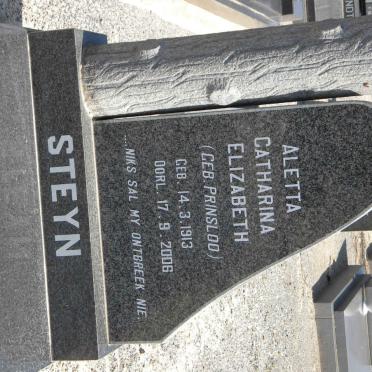 ALETTA
CATHARINA
ELIZABETH
(GEB. PRINSLOO)
GEB. 14.3.1913
OORL. 17.9.2006
...NIKS SAL MY ONTBREEK NIE...
STEYN